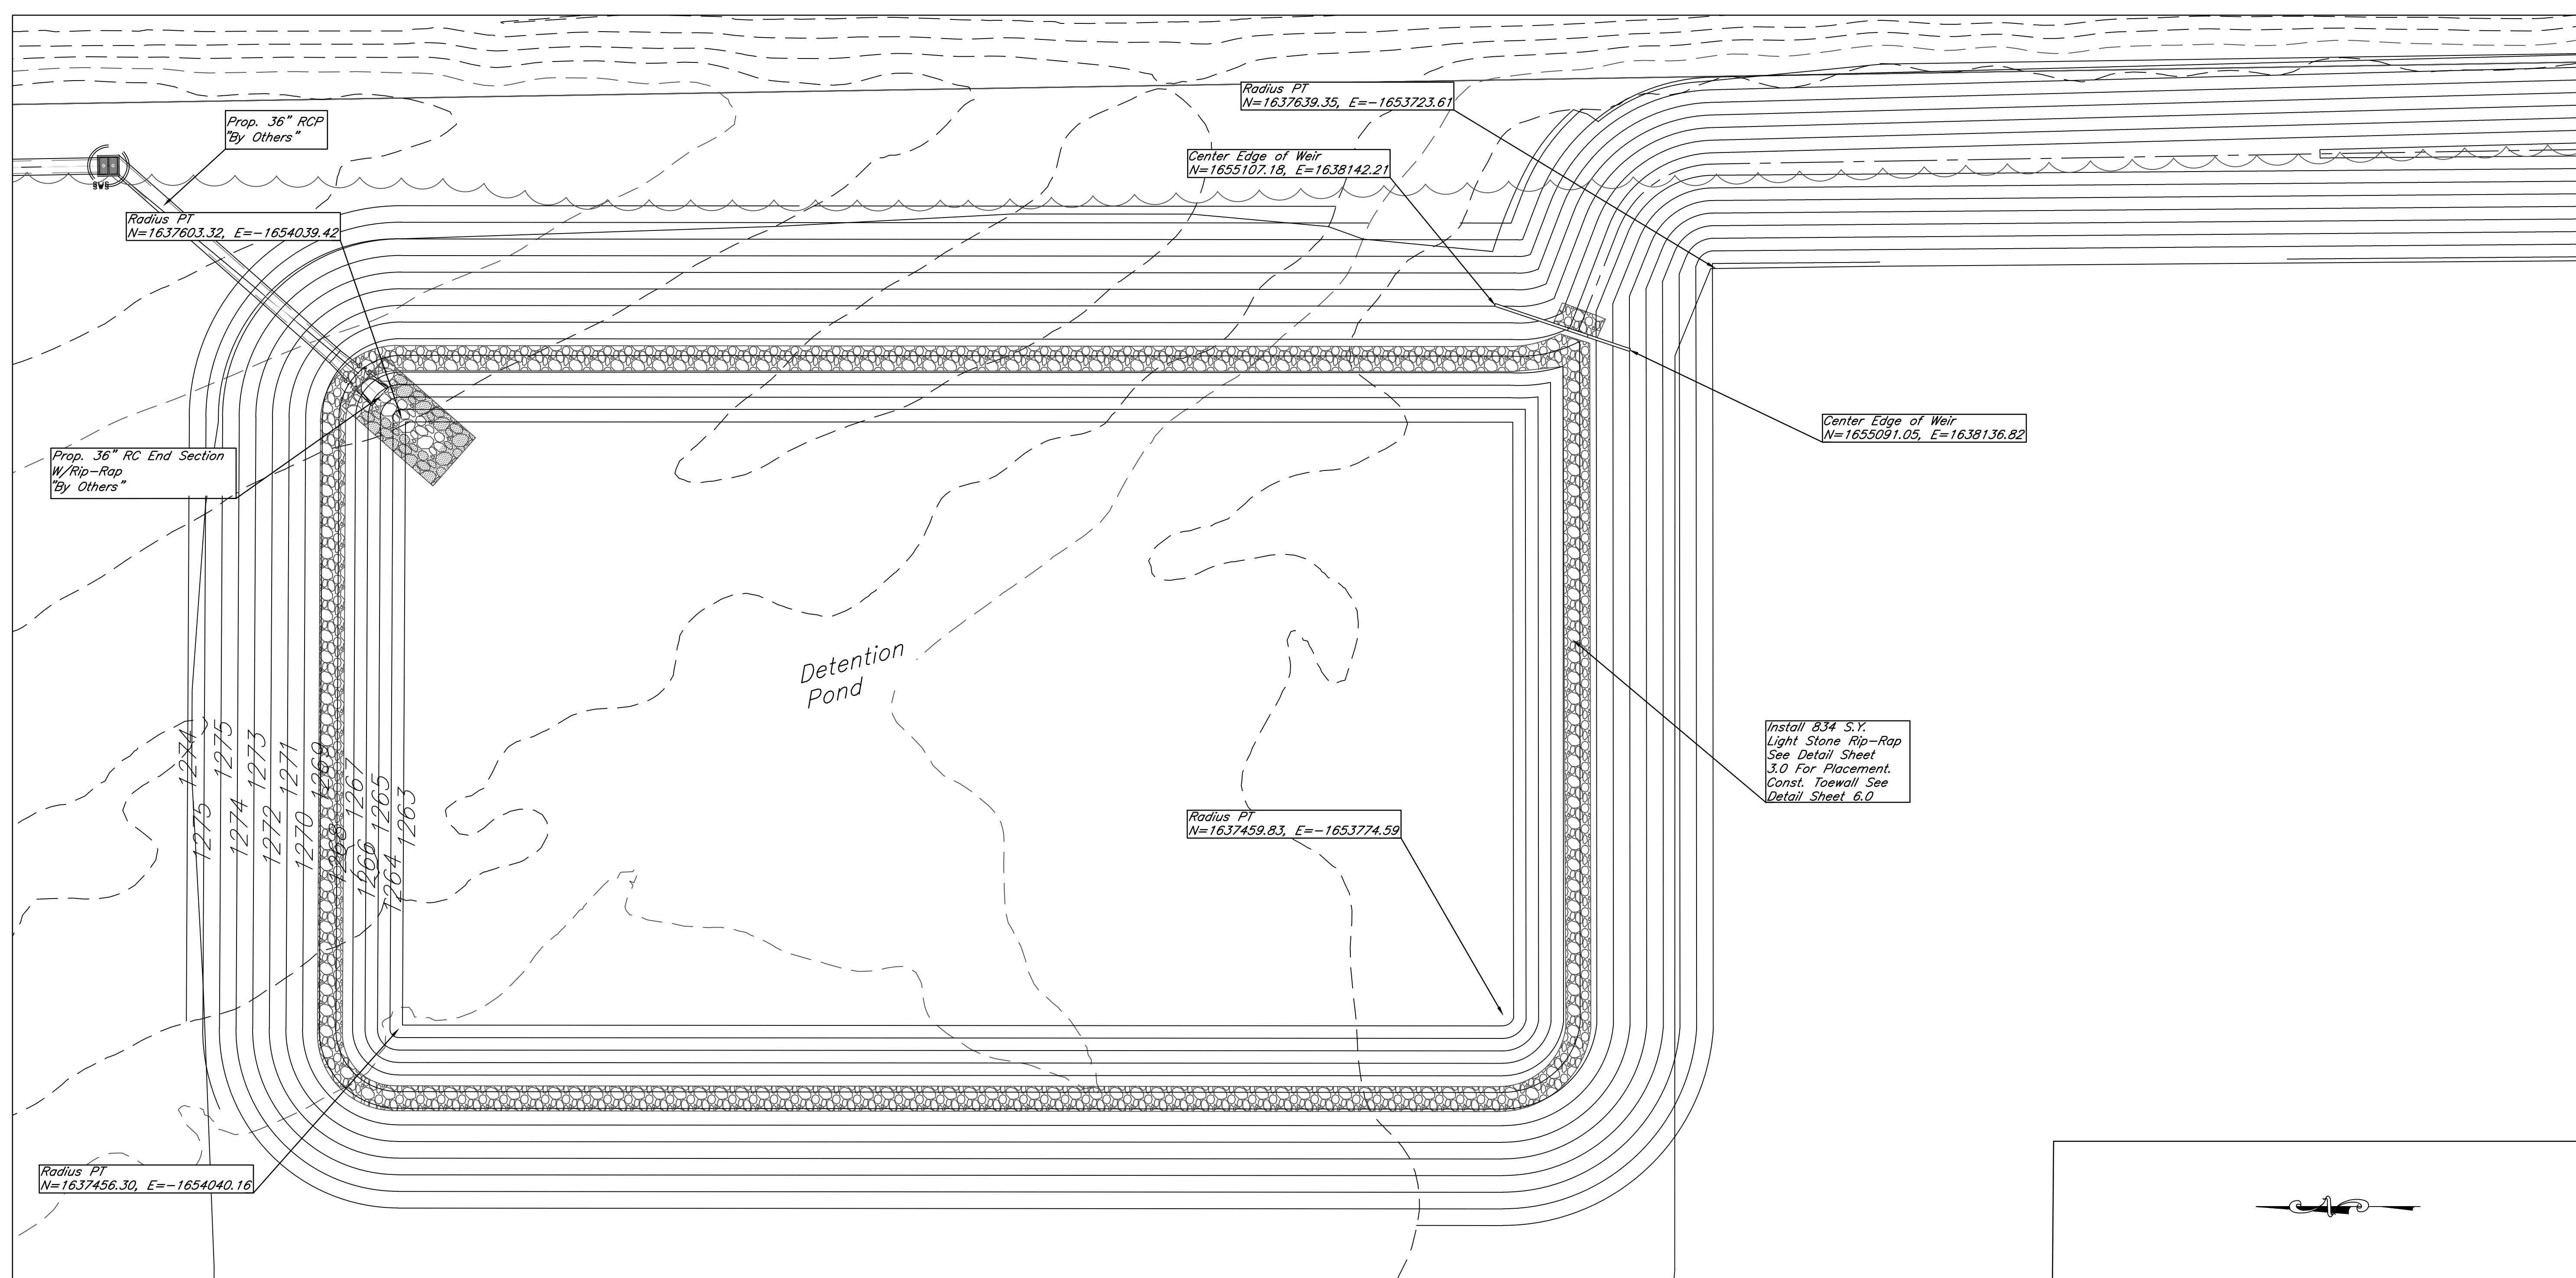 Radius PT
N=1637639.35, E=-1653723.61
Prop. 36" RCP
"By Others"
Center Edge of Weir
N=1655107.18, E=1638142.21
Radius PT
N=1637603.32, E=-1654039.42
Center Edge of Weir
N=1655091.05, E=1638136.82
Prop. 36" RC End Section
W/Rip-Rap
"By Others"
Detention
Pond
Install 834 S.Y.
Light Stone Rip-Rap
See Detail Sheet
3.0 For Placement.
Const. Toewall See
Detail Sheet 6.0
1274
1275
1275
1274
1273
1272
1271
1270
1269
1268
1267
1266
1265
1264
1263
Radius PT
N=1637459.83, E=-1653774.59
Radius PT
N=1637456.30, E=-1654040.16